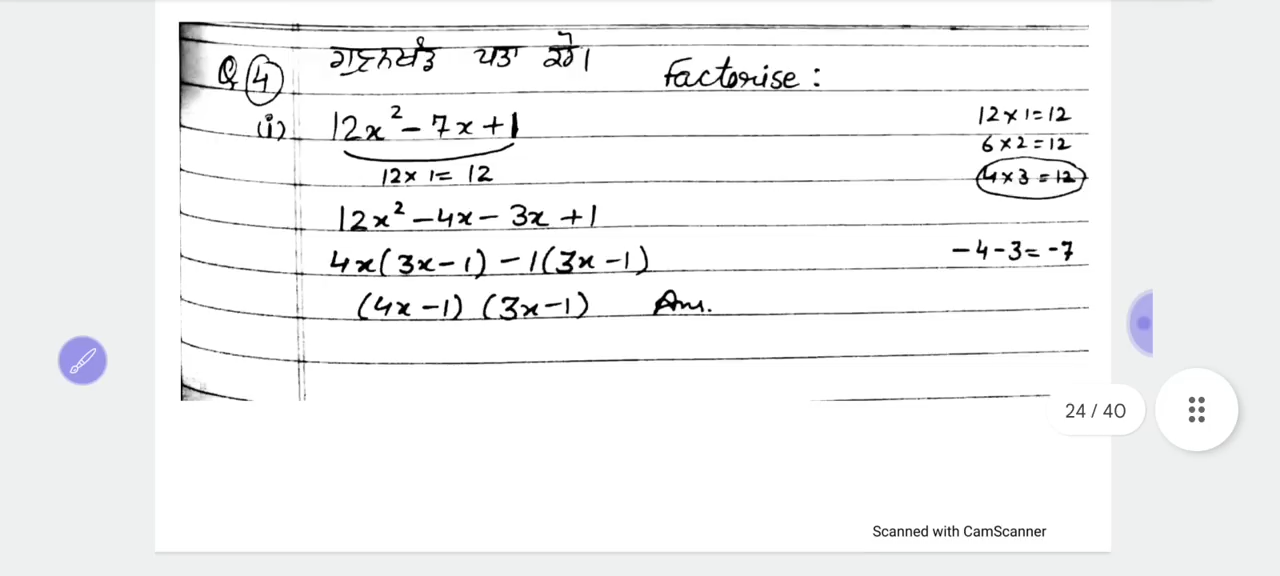 Q 4 ਗੁਣਨਖੰਡ ਪਤਾ ਕਰੋ। Factorise :
(i) 12x² - 7x + 1
12 × 1 = 12
12x² - 4x - 3x + 1
4x(3x - 1) - 1(3x - 1)
(4x - 1) (3x - 1) Ans.
12 × 1 = 12
6 × 2 = 12
4 × 3 = 12
- 4 - 3 = - 7
24 / 40
Scanned with CamScanner